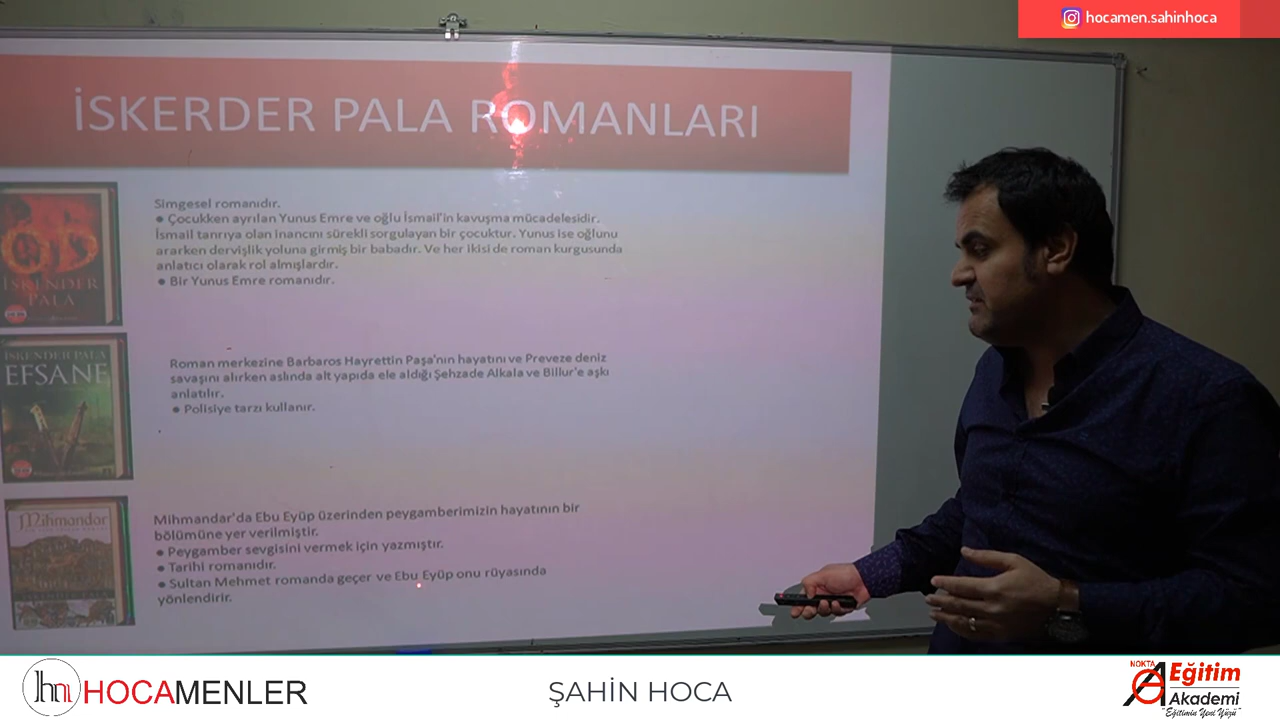 hocamen.sahinhoca
İSKERDER PALA ROMANLARI
OD
İSKENDER
PALA
Simgesel romanıdır.
● Çocukken ayrılan Yunus Emre ve oğlu İsmail'in kavuşma mücadelesidir.
İsmail tanrıya olan inancını sürekli sorgulayan bir çocuktur. Yunus ise oğlunu
ararken dervişlik yoluna girmiş bir babadır. Ve her ikisi de roman kurgusunda
anlatıcı olarak rol almışlardır.
● Bir Yunus Emre romanıdır.
İSKENDER PALA
EFSANE
Roman merkezine Barbaros Hayrettin Paşa'nın hayatını ve Preveze deniz
savaşını alırken aslında alt yapıda ele aldığı Şehzade Alkala ve Billur'e aşkı
anlatılır.
● Polisiye tarzı kullanır.
Mihmandar
İSKENDER PALA
Mihmandar'da Ebu Eyüp üzerinden peygamberimizin hayatının bir
bölümüne yer verilmiştir.
● Peygamber sevgisini vermek için yazmıştır.
● Tarihi romanıdır.
● Sultan Mehmet romanda geçer ve Ebu Eyüp onu rüyasında
yönlendirir.
hm HOCAMENLER
ŞAHİN HOCA
NOKTA
A Eğitim
Akademi
"Eğitimin Yeni Yüzü"